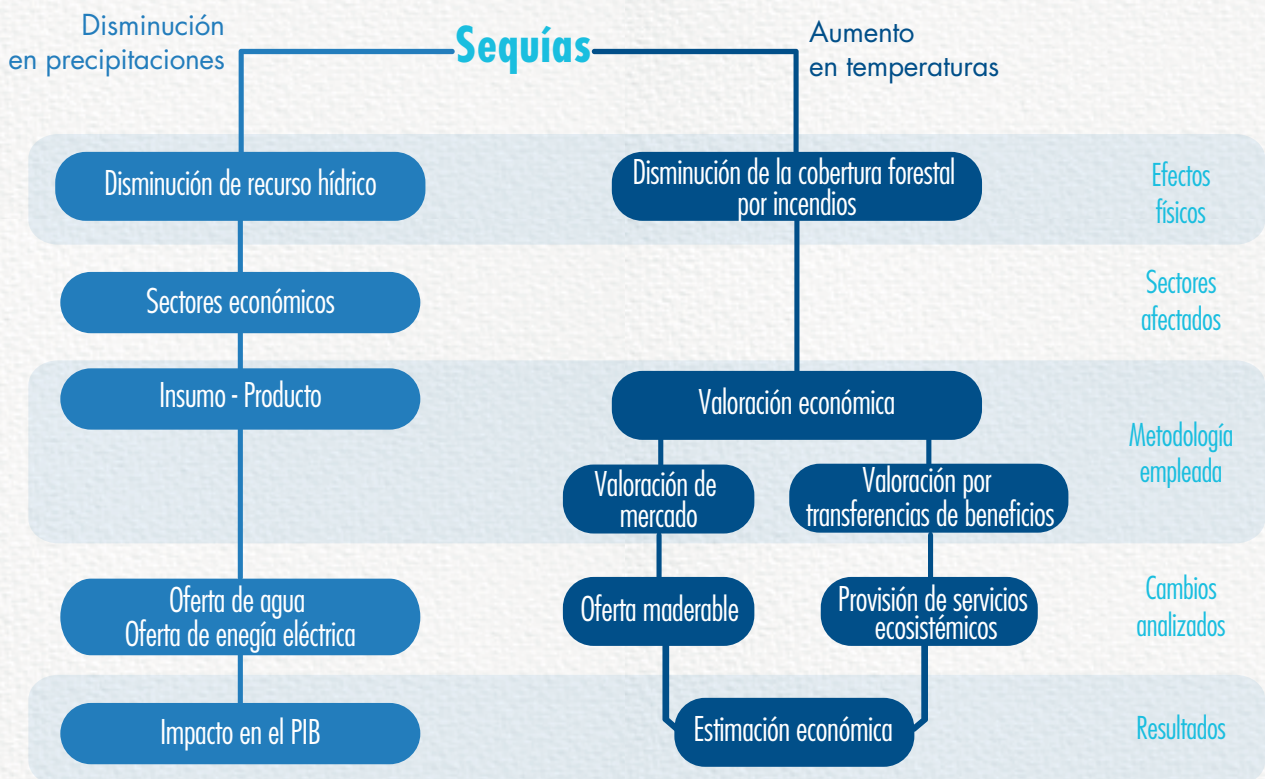 Disminución
en precipitaciones
Sequías
Aumento
en temperaturas
Disminución de recurso hídrico
Disminución de la cobertura forestal
por incendios
Efectos
físicos
Sectores económicos
Sectores
afectados
Insumo - Producto
Valoración económica
Valoración de
mercado
Valoración por
transferencias de beneficios
Metodología
empleada
Oferta de agua
Oferta de enegía eléctrica
Oferta maderable
Provisión de servicios
ecosistémicos
Cambios
analizados
Impacto en el PIB
Estimación económica
Resultados